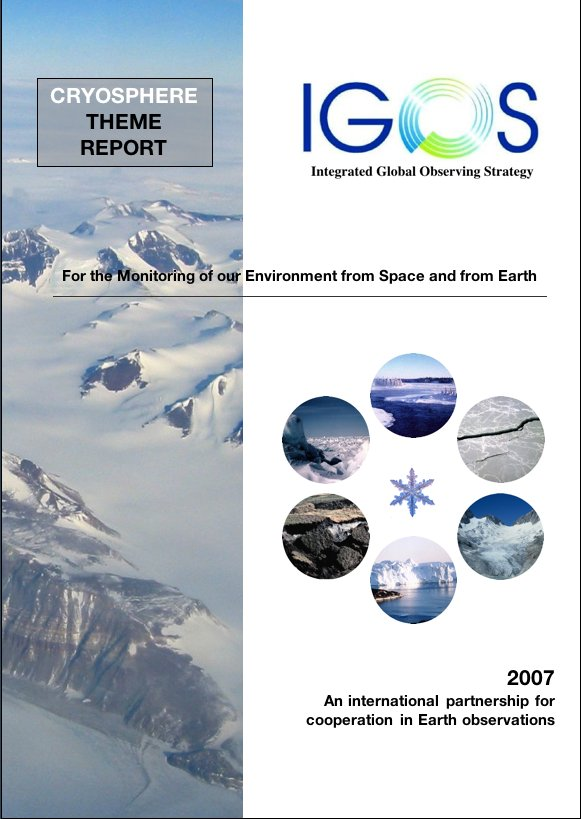 CRYOSPHERE
THEME
REPORT
IGOS
Integrated Global Observing Strategy
For the Monitoring of our Environment from Space and from Earth
2007
An international partnership for
cooperation in Earth observations